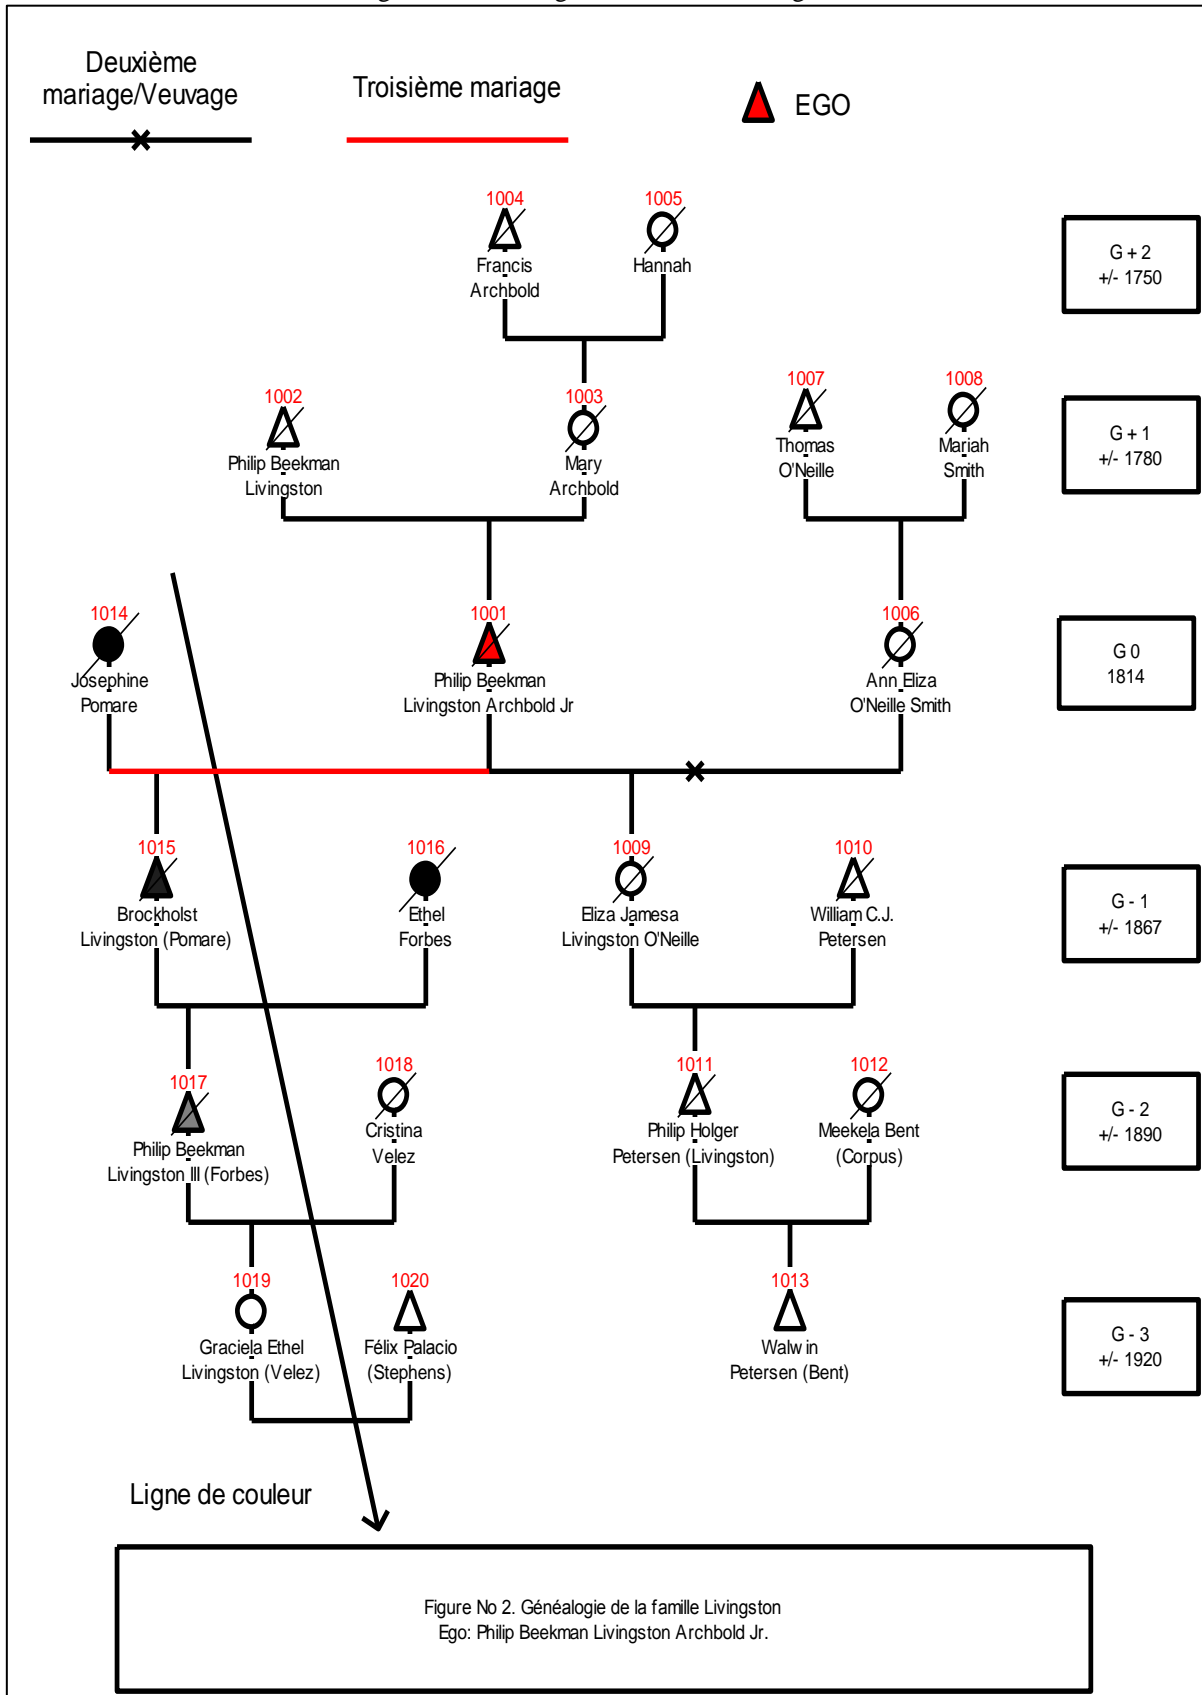 Deuxième
mariage/Veuvage
Troisième mariage
EGO
1004
1005
Francis
Archbold
Hannah
G + 2
+/- 1750
1002
1003
1007
1008
Philip Beekman
Livingston
Mary
Archbold
Thomas
O'Neille
Mariah
Smith
G + 1
+/- 1780
1014
1001
1006
Josephine
Pomare
Philip Beekman
Livingston Archbold Jr
Ann Eliza
O'Neille Smith
G 0
1814
1015
1016
1009
1010
Brockholst
Livingston (Pomare)
Ethel
Forbes
Eliza Jamesa
Livingston O'Neille
William C.J.
Petersen
G - 1
+/- 1867
1017
1018
1011
1012
Philip Beekman
Livingston III (Forbes)
Cristina
Velez
Philip Holger
Petersen (Livingston)
Meekela Bent
(Corpus)
G - 2
+/- 1890
1019
1020
1013
Graciela Ethel
Livingston (Velez)
Félix Palacio
(Stephens)
Walwin
Petersen (Bent)
G - 3
+/- 1920
Ligne de couleur
Figure No 2. Généalogie de la famille Livingston
Ego: Philip Beekman Livingston Archbold Jr.